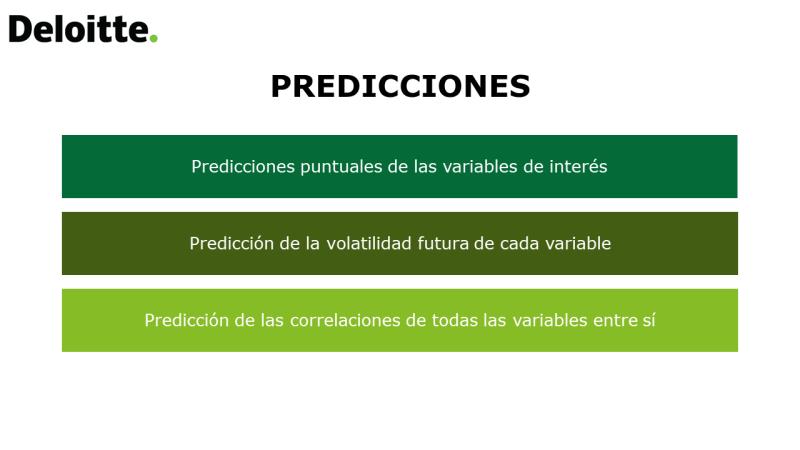 Deloitte.
PREDICCIONES
Predicciones puntuales de las variables de interés
Predicción de la volatilidad futura de cada variable
Predicción de las correlaciones de todas las variables entre sí